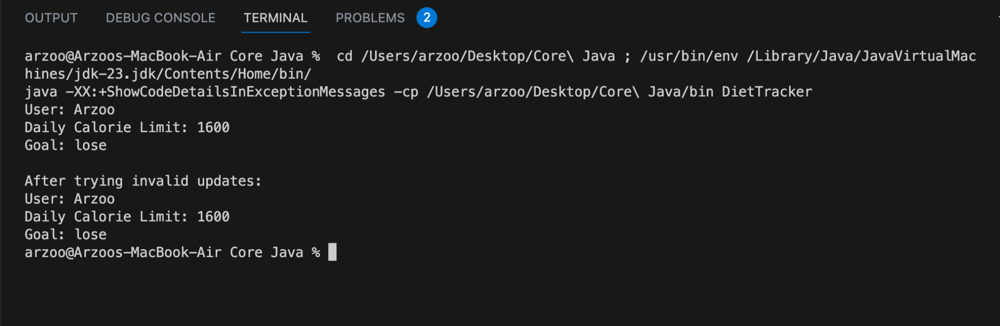 OUTPUT DEBUG CONSOLE TERMINAL PROBLEMS 2
arzoo@Arzoos-MacBook-Air Core Java %  cd /Users/arzoo/Desktop/Core\ Java ; /usr/bin/env /Library/Java/JavaVirtualMac
hines/jdk-23.jdk/Contents/Home/bin/
java -XX:+ShowCodeDetailsInExceptionMessages -cp /Users/arzoo/Desktop/Core\ Java/bin DietTracker
User: Arzoo
Daily Calorie Limit: 1600
Goal: lose
After trying invalid updates:
User: Arzoo
Daily Calorie Limit: 1600
Goal: lose
arzoo@Arzoos-MacBook-Air Core Java %